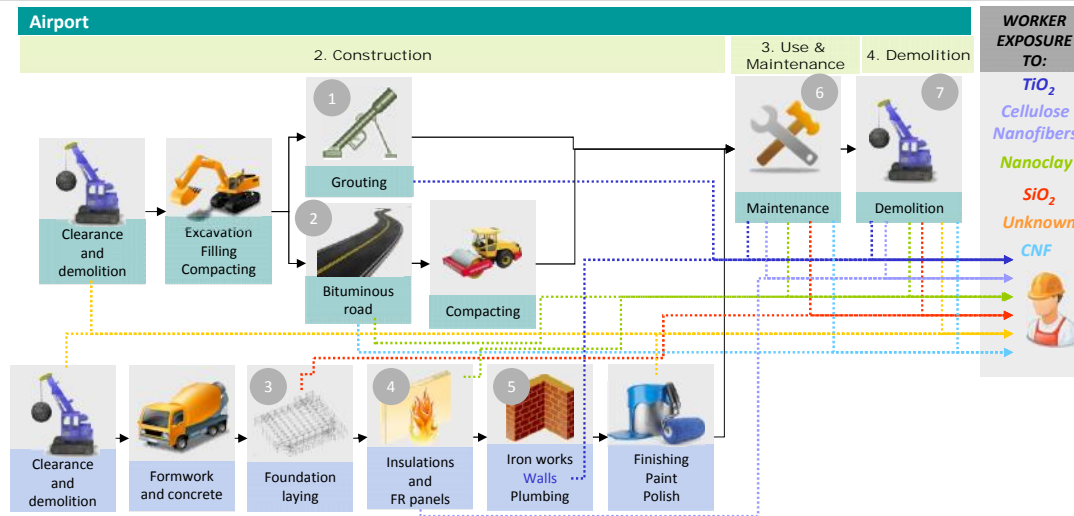 Airport
2. Construction
3. Use &
Maintenance
4. Demolition
WORKER
EXPOSURE
TO:
TiO2
Cellulose
Nanofibers
Nanoclay
SiO2
Unknown
CNF
1
Grouting
Clearance
and
demolition
Excavation
Filling
Compacting
2
Bituminous
road
Compacting
6
Maintenance
7
Demolition
Clearance
and
demolition
Formwork
and concrete
3
Foundation
laying
4
Insulations
and
FR panels
5
Iron works
Walls
Plumbing
Finishing
Paint
Polish